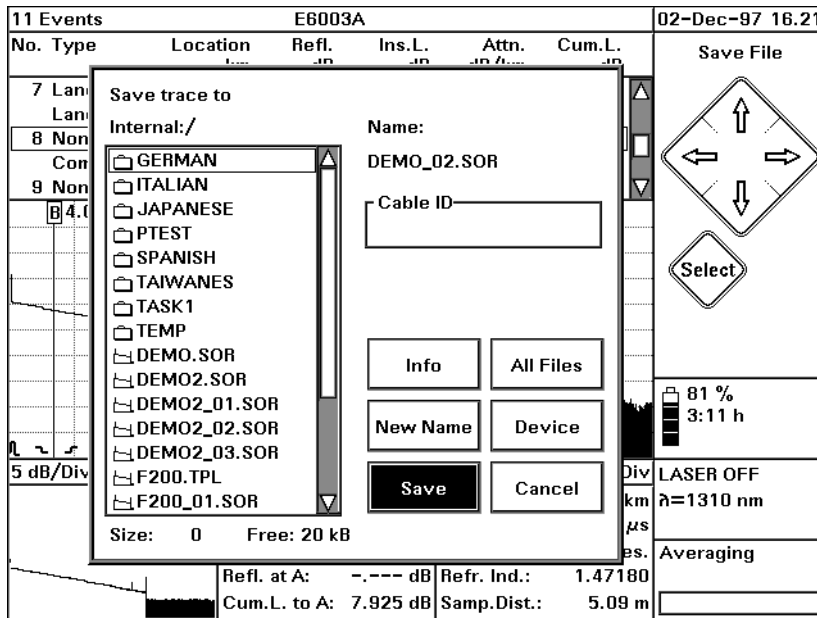 11 Events E6003A 02-Dec-97 16.21
No. Type Location Refl. Ins.L. Attn. Cum.L.
Save File
7
8 Non
9 Non
B 4.0
Save trace to
Internal:/
GERMAN
ITALIAN
JAPANESE
PTEST
SPANISH
TAIWANES
TASK1
TEMP
DEMO.SOR
DEMO2.SOR
DEMO2_01.SOR
DEMO2_02.SOR
DEMO2_03.SOR
F200.TPL
F200_01.SOR
Size: 0 Free: 20 kB
Name:
DEMO_02.SOR
Cable ID
Info All Files
New Name Device
Save Cancel
Select
81 %
3:11 h
5 dB/Div
Div
km
µs
es.
LASER OFF
λ=1310 nm
Averaging
Refl. at A: -.--- dB Refr. Ind.: 1.47180
Cum.L. to A: 7.925 dB Samp.Dist.: 5.09 m